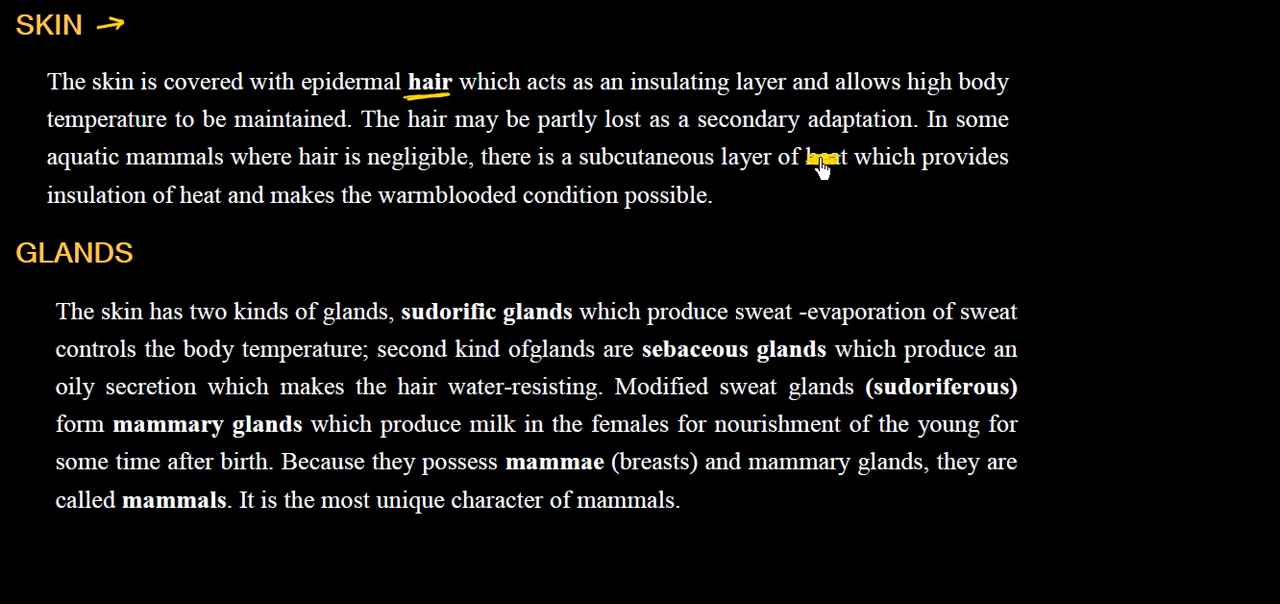 SKIN
The skin is covered with epidermal hair which acts as an insulating layer and allows high body
temperature to be maintained. The hair may be partly lost as a secondary adaptation. In some
aquatic mammals where hair is negligible, there is a subcutaneous layer of which provides
insulation of heat and makes the warmblooded condition possible.
GLANDS
The skin has two kinds of glands, sudorific glands which produce sweat -evaporation of sweat
controls the body temperature; second kind ofglands are sebaceous glands which produce an
oily secretion which makes the hair water-resisting. Modified sweat glands (sudoriferous)
form mammary glands which produce milk in the females for nourishment of the young for
some time after birth. Because they possess mammae (breasts) and mammary glands, they are
called mammals. It is the most unique character of mammals.